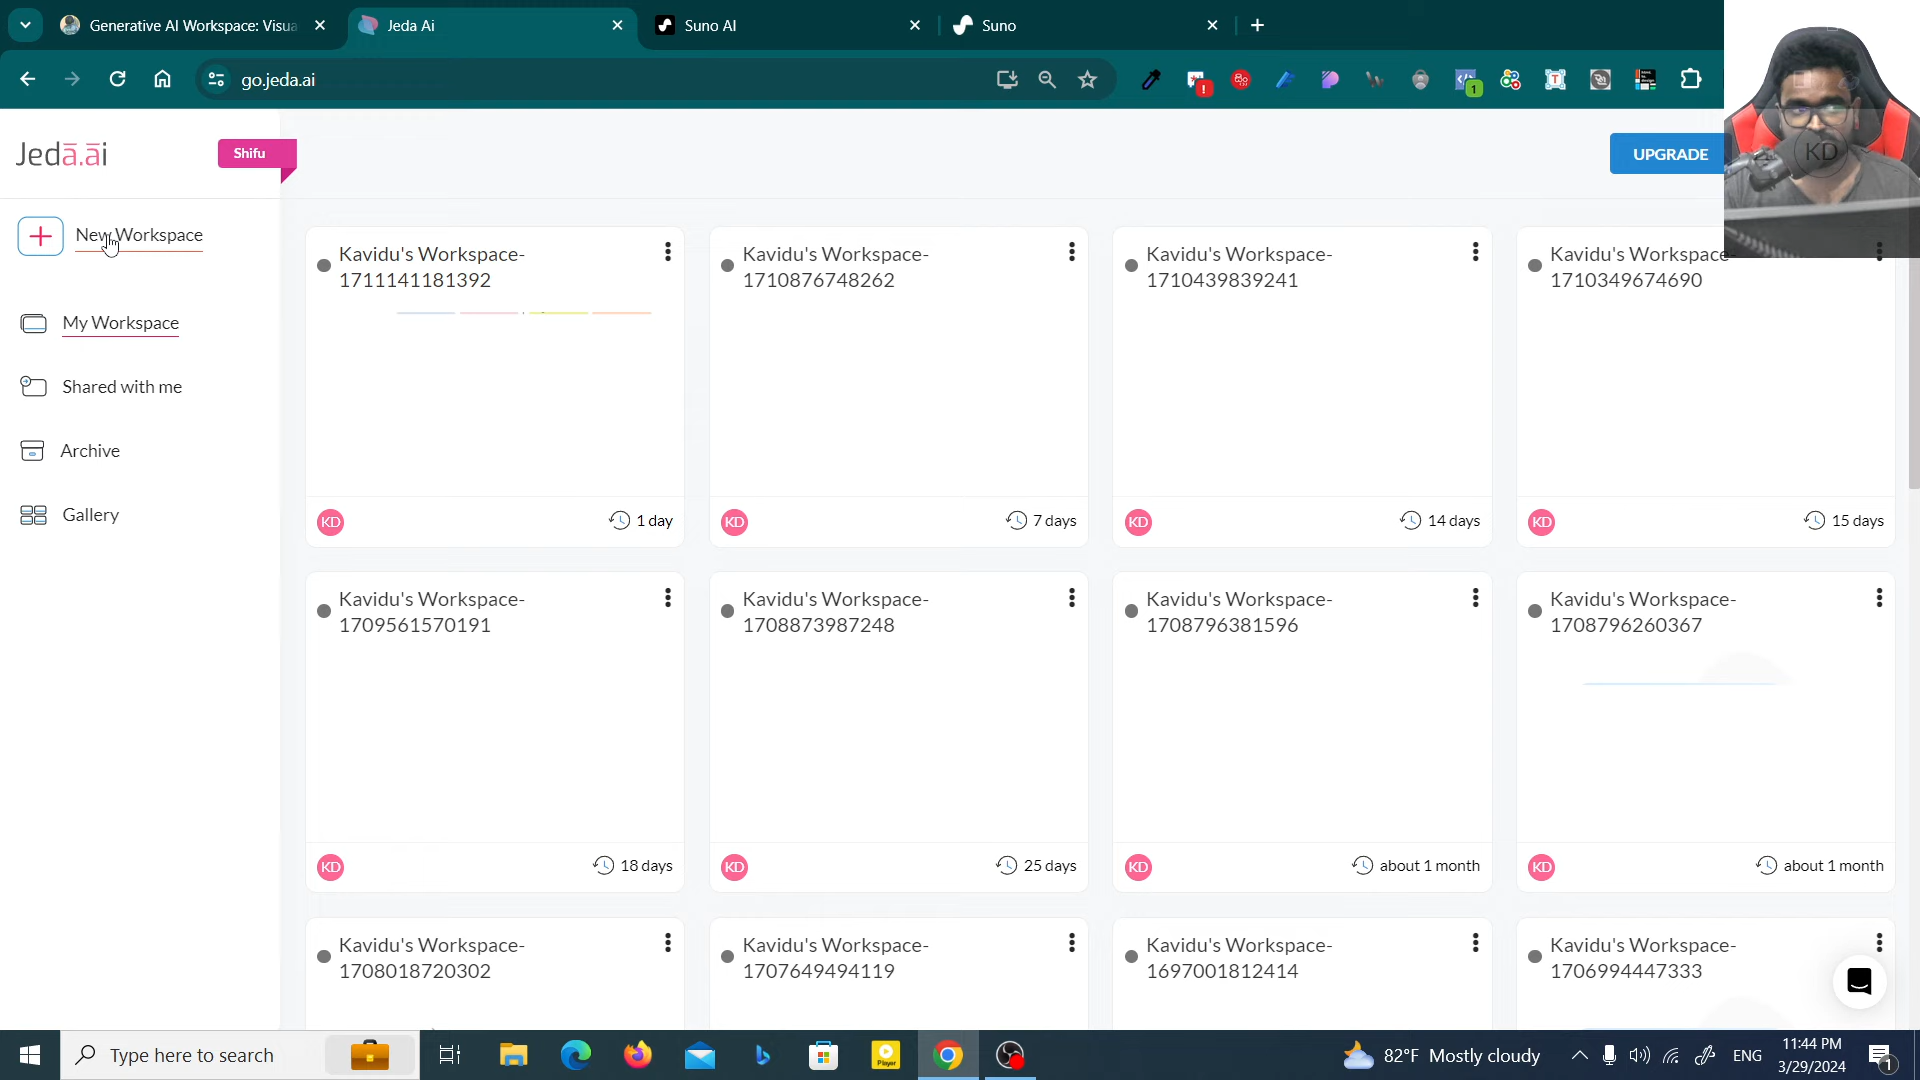 Generative AI Workspace: Visua
Jeda Ai
Suno AI
Suno
go.jeda.ai
!
1
Jedā.āi
Shifu
UPGRADE
KD
New Workspace
My Workspace
Shared with me
Archive
Gallery
Kavidu's Workspace-
1711141181392
KD
1 day
Kavidu's Workspace-
1710876748262
KD
7 days
Kavidu's Workspace-
1710439839241
KD
14 days
Kavidu's Workspace-
1710349674690
KD
15 days
Kavidu's Workspace-
1709561570191
KD
18 days
Kavidu's Workspace-
1708873987248
KD
25 days
Kavidu's Workspace-
1708796381596
KD
about 1 month
Kavidu's Workspace-
1708796260367
KD
about 1 month
Kavidu's Workspace-
1708018720302
Kavidu's Workspace-
1707649494119
Kavidu's Workspace-
1697001812414
Kavidu's Workspace-
1706994447333
Type here to search
Player
82°F Mostly cloudy
ENG
11:44 PM
3/29/2024
1